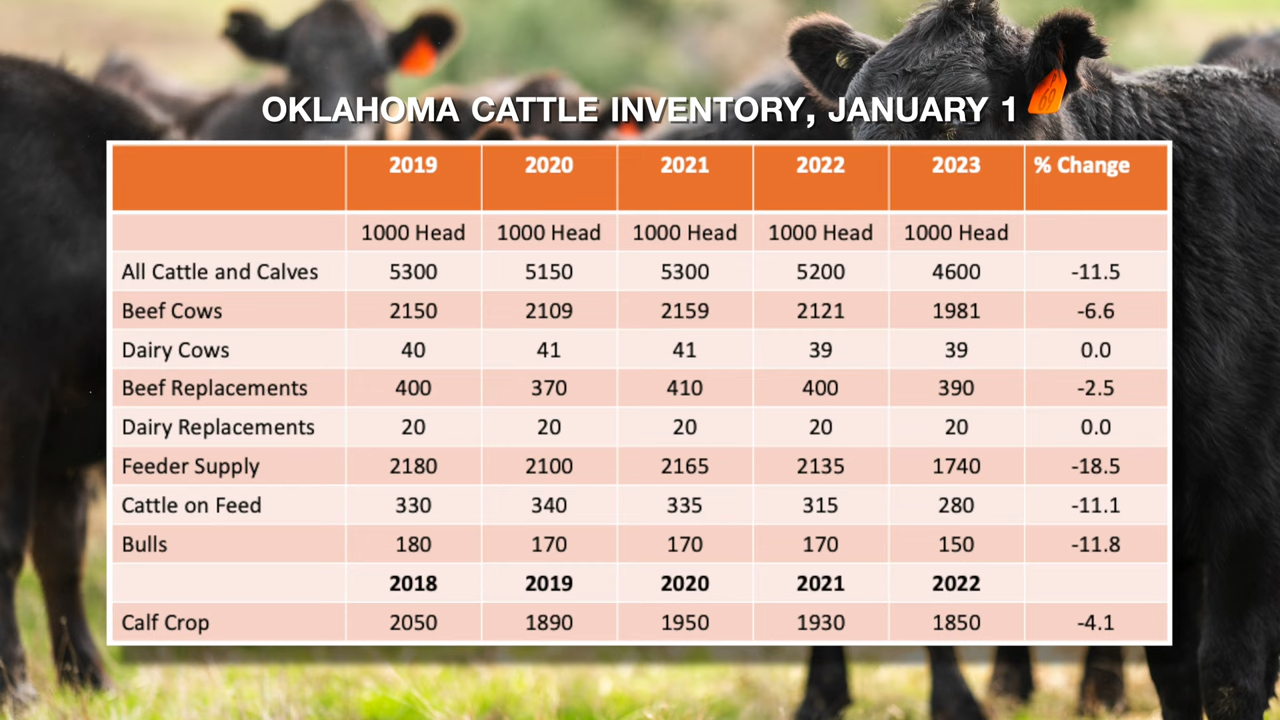 OKLAHOMA CATTLE INVENTORY, JANUARY 1
69
2019 2020 2021 2022 2023 % Change
1000 Head 1000 Head 1000 Head 1000 Head 1000 Head
All Cattle and Calves 5300 5150 5300 5200 4600 -11.5
Beef Cows 2150 2109 2159 2121 1981 -6.6
Dairy Cows 40 41 41 39 39 0.0
Beef Replacements 400 370 410 400 390 -2.5
Dairy Replacements 20 20 20 20 20 0.0
Feeder Supply 2180 2100 2165 2135 1740 -18.5
Cattle on Feed 330 340 335 315 280 -11.1
Bulls 180 170 170 170 150 -11.8
2018 2019 2020 2021 2022
Calf Crop 2050 1890 1950 1930 1850 -4.1